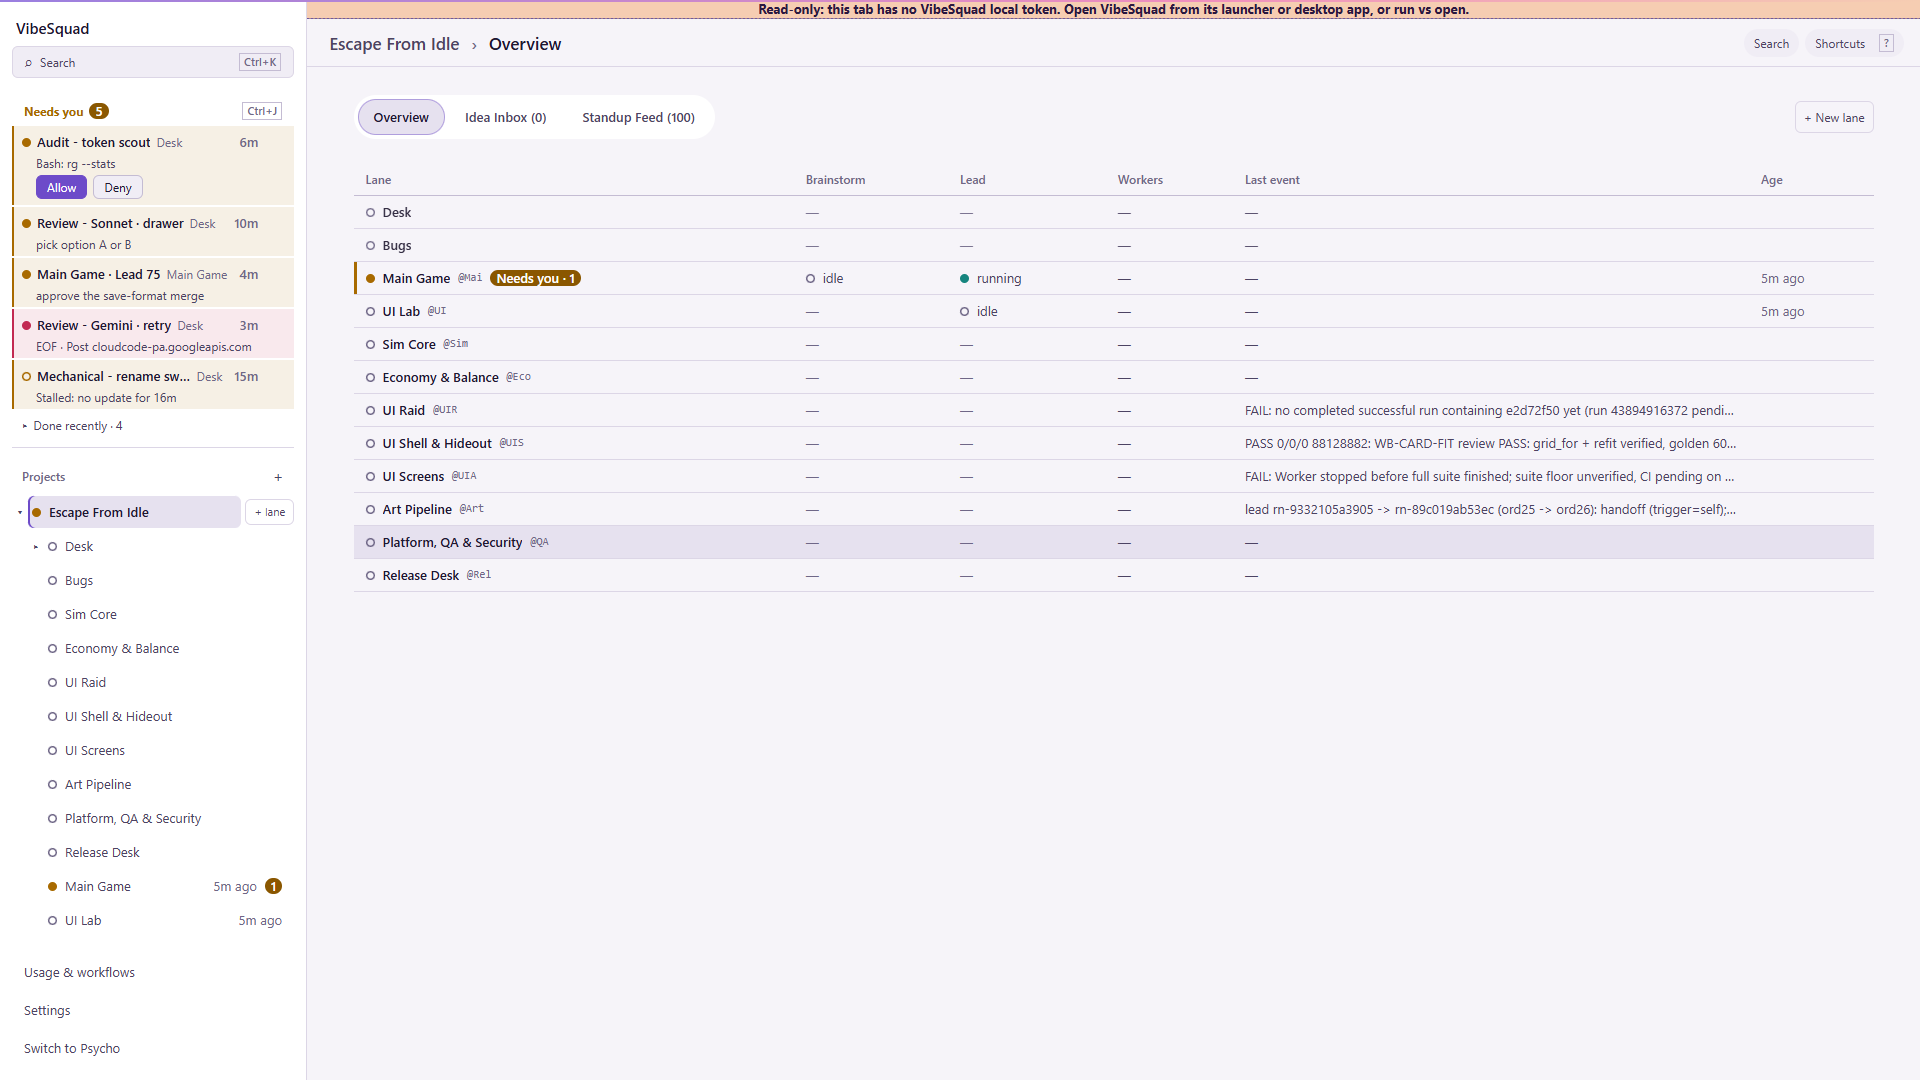 Read-only: this tab has no VibeSquad local token. Open VibeSquad from its launcher or desktop app, or run vs open.
VibeSquad
Search Ctrl+K
Needs you 5 Ctrl+J
Audit - token scout Desk 6m
Bash: rg --stats
Allow Deny
Review - Sonnet · drawer Desk 10m
pick option A or B
Main Game · Lead 75 Main Game 4m
approve the save-format merge
Review - Gemini · retry Desk 3m
EOF · Post cloudcode-pa.googleapis.com
Mechanical - rename sw... Desk 15m
Stalled: no update for 16m
Done recently · 4
Projects +
Escape From Idle + lane
Desk
Bugs
Sim Core
Economy & Balance
UI Raid
UI Shell & Hideout
UI Screens
Art Pipeline
Platform, QA & Security
Release Desk
Main Game 5m ago 1
UI Lab 5m ago
Usage & workflows
Settings
Switch to Psycho
Escape From Idle › Overview
Search Shortcuts ?
Overview Idea Inbox (0) Standup Feed (100) + New lane
Lane Brainstorm Lead Workers Last event Age
Desk — — — —
Bugs — — — —
Main Game @Mai Needs you · 1 idle running — — 5m ago
UI Lab @UI — idle — — 5m ago
Sim Core @Sim — — — —
Economy & Balance @Eco — — — —
UI Raid @UIR — — — FAIL: no completed successful run containing e2d72f50 yet (run 43894916372 pendi...
UI Shell & Hideout @UIS — — — PASS 0/0/0 88128882: WB-CARD-FIT review PASS: grid_for + refit verified, golden 60...
UI Screens @UIA — — — FAIL: Worker stopped before full suite finished; suite floor unverified, CI pending on ...
Art Pipeline @Art — — — lead rn-9332105a3905 -> rn-89c019ab53ec (ord25 -> ord26): handoff (trigger=self);...
Platform, QA & Security @QA — — — —
Release Desk @Rel — — — —